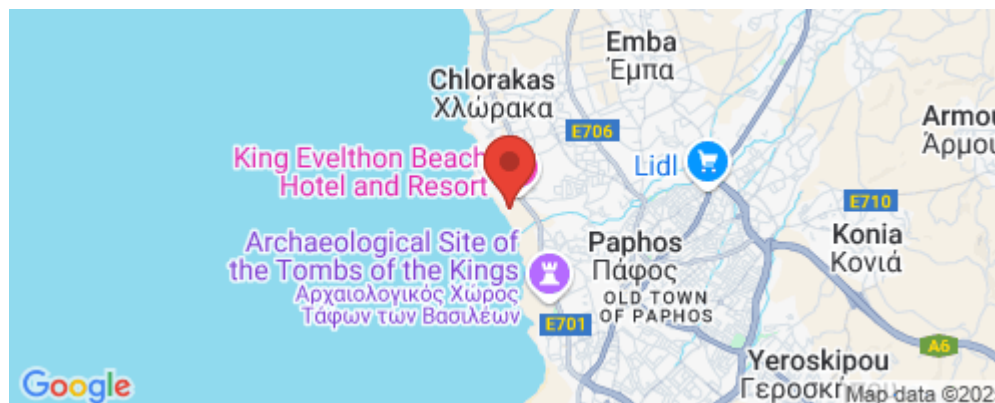 Emba
Έμπα
Chlorakas
Χλώρακα
E706
King Evelthon Beach
Hotel and Resort
Lidl
E710
Konia
Κονιά
Archaeological Site of
the Tombs of the Kings
Αρχαιολογικός Χώρος
Τάφων των Βασιλέων
Paphos
Πάφος
OLD TOWN
OF PAPHOS
E701
A6
Yeroskipou
Google
Map data ©202